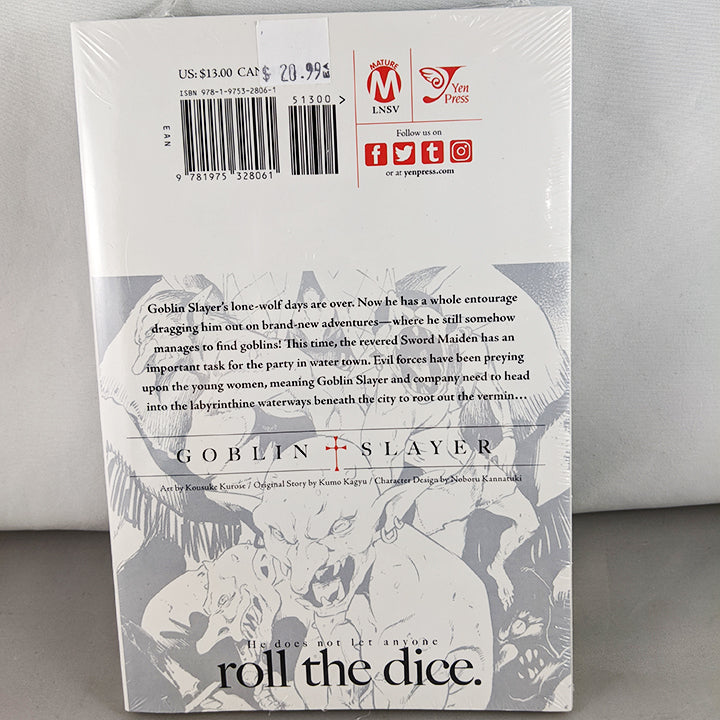 US: $13.00 CAN
$ 20.99
ISBN 978-1-9753-2806-1
51300 >
EAN
9 781975 328061
MATURE
M
LNSV
Yen
Press
Follow us on
f t
or at yenpress.com
Goblin Slayer's lone-wolf days are over. Now he has a whole entourage
dragging him out on brand-new adventures—where he still somehow
manages to find goblins! This time, the revered Sword Maiden has an
important task for the party in water town. Evil forces have been preying
upon the young women, meaning Goblin Slayer and company need to head
into the labyrinthine waterways beneath the city to root out the vermin...
GOBLIN SLAYER
Art by Kousuke Kurose / Original Story by Kumo Kagyu / Character Design by Noboru Kannatuki
He does not let anyone
roll the dice.